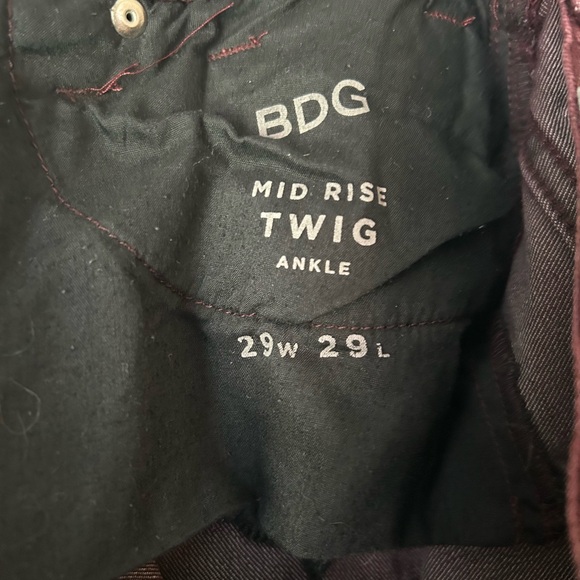 BDG
MID RISE
TWIG
ANKLE
29W 29L